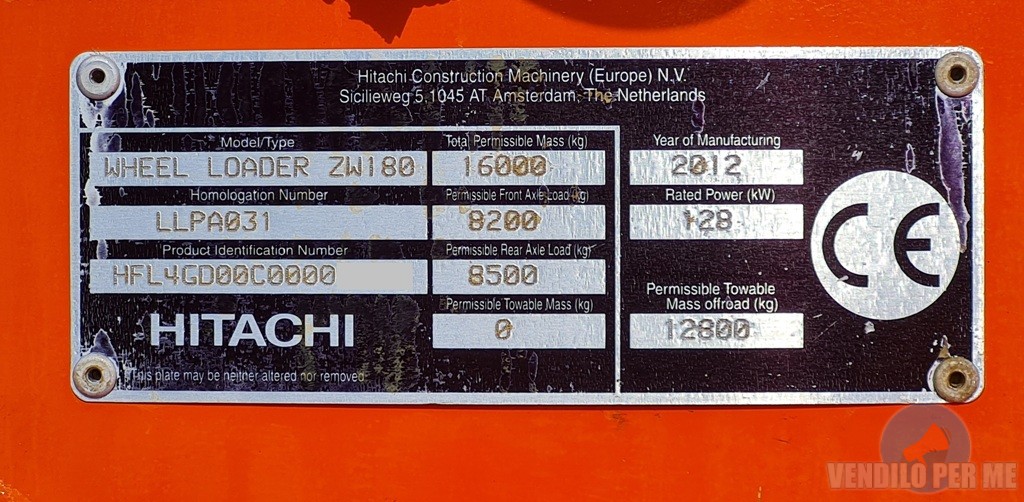 Hitachi Construction Machinery (Europe) N.V.
Sicilieweg 5, 1045 AT Amsterdam, The Netherlands
Model/Type
WHEEL LOADER ZW180
Homologation Number
LLPA031
Product Identification Number
HFL4GD00C0000
HITACHI
This plate may be neither altered nor removed
Total Permissible Mass (kg)
16000
Permissible Front Axle Load (kg)
8200
Permissible Rear Axle Load (kg)
8500
Permissible Towable Mass (kg)
0
Year of Manufacturing
2012
Rated Power (kW)
128
Permissible Towable
Mass offroad (kg)
12800
CE
VENDILO PER ME